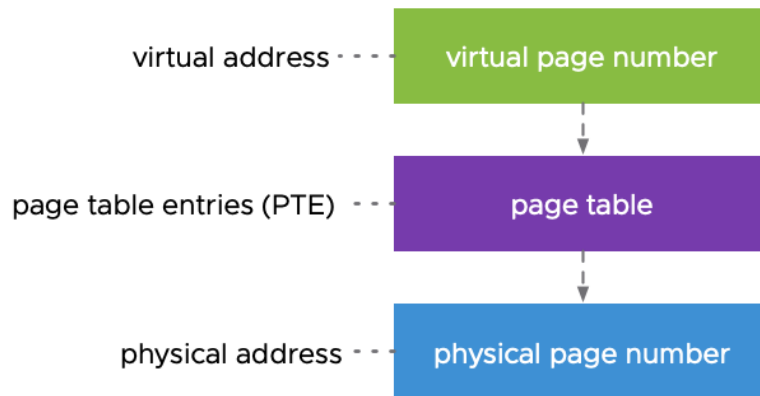 virtual address
virtual page number
page table entries (PTE)
page table
physical address
physical page number